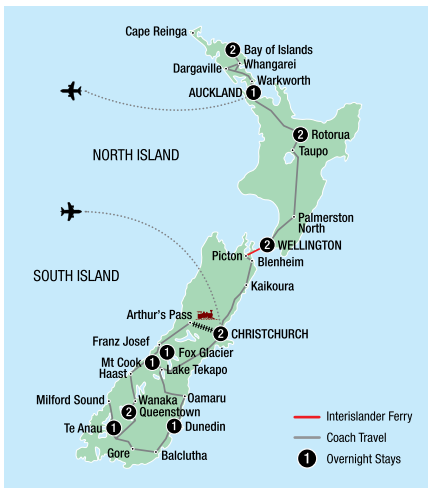 Cape Reinga
2
Bay of Islands
Whangarei
Dargaville
Warkworth
AUCKLAND 1
2 Rotorua
Taupo
NORTH ISLAND
Palmerston
North
2 WELLINGTON
Picton
Blenheim
SOUTH ISLAND
Kaikoura
Arthur's Pass
2 CHRISTCHURCH
Franz Josef
1 Fox Glacier
Mt Cook 1
Lake Tekapo
Haast
Milford Sound
Wanaka
Oamaru
2 Queenstown
Te Anau 1
1 Dunedin
Gore
Balclutha
Interislander Ferry
Coach Travel
1 Overnight Stays